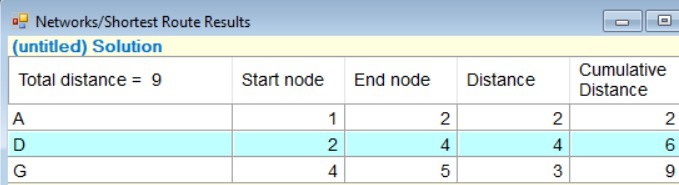 Networks/Shortest Route Results
(untitled) Solution
Total distance = 9 Start node End node Distance Cumulative Distance
A 1 2 2 2
D 2 4 4 6
G 4 5 3 9